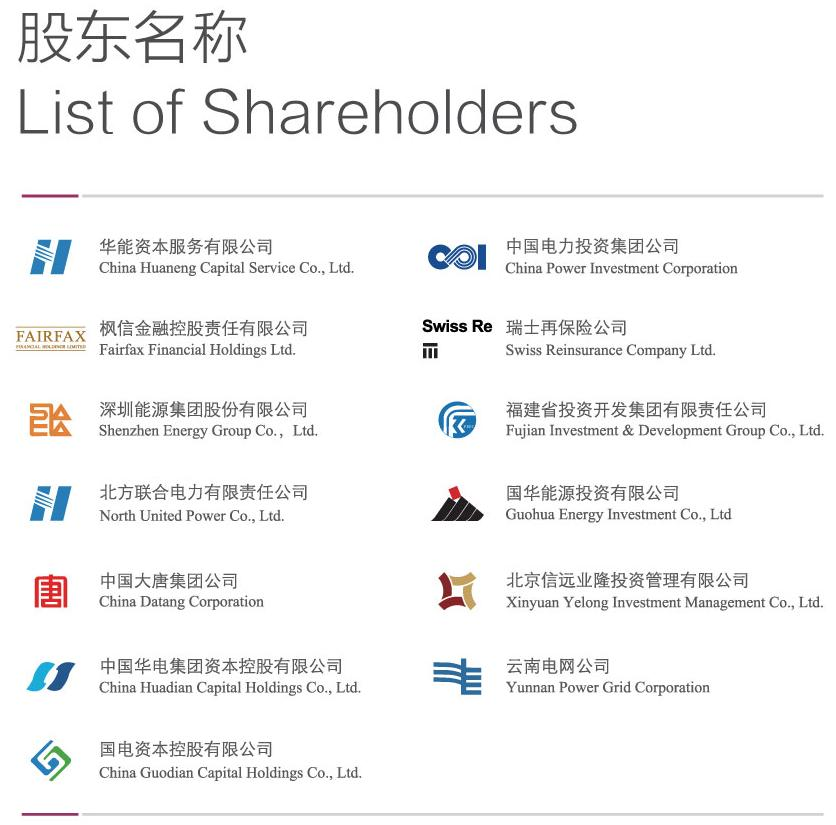 股东名称
List of Shareholders
华能资本服务有限公司
China Huaneng Capital Service Co., Ltd.
FAIRFAX
FINANCIAL HOLDINGS LIMITED
枫信金融控股责任有限公司
Fairfax Financial Holdings Ltd.
深圳能源集团股份有限公司
Shenzhen Energy Group Co.，Ltd.
北方联合电力有限责任公司
North United Power Co., Ltd.
中国大唐集团公司
China Datang Corporation
中国华电集团资本控股有限公司
China Huadian Capital Holdings Co., Ltd.
国电资本控股有限公司
China Guodian Capital Holdings Co., Ltd.
中国电力投资集团公司
China Power Investment Corporation
Swiss Re
瑞士再保险公司
Swiss Reinsurance Company Ltd.
福建省投资开发集团有限责任公司
Fujian Investment & Development Group Co., Ltd.
国华能源投资有限公司
Guohua Energy Investment Co., Ltd
北京信远业隆投资管理有限公司
Xinyuan Yelong Investment Management Co., Ltd.
云南电网公司
Yunnan Power Grid Corporation